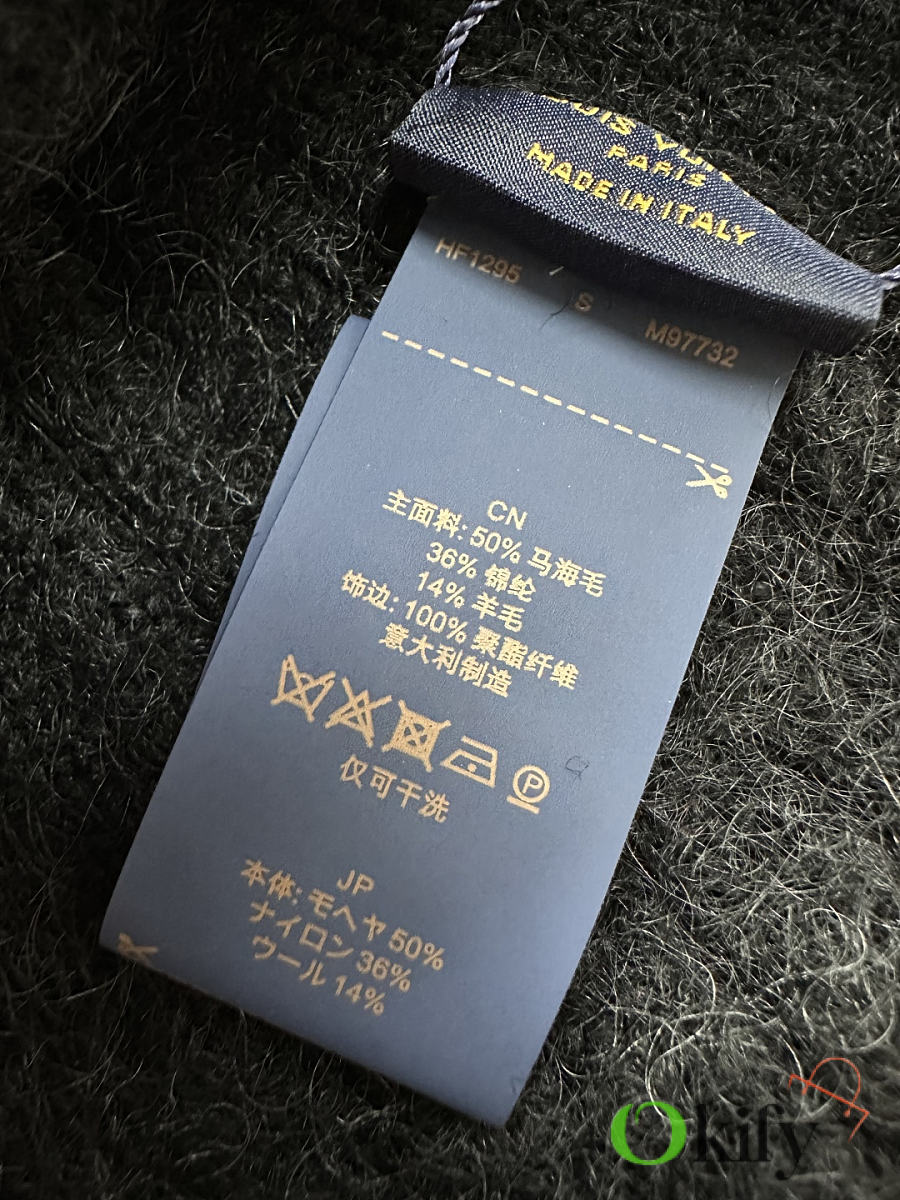 PARIS
MADE IN ITALY
HF1295
S
M97732
CN
主面料: 50% 马海毛
36% 锦纶
14% 羊毛
饰边: 100% 聚酯纤维
意大利制造
P
仅可干洗
JP
本体: モヘヤ 50%
ナイロン 36%
ウール 14%
Okify